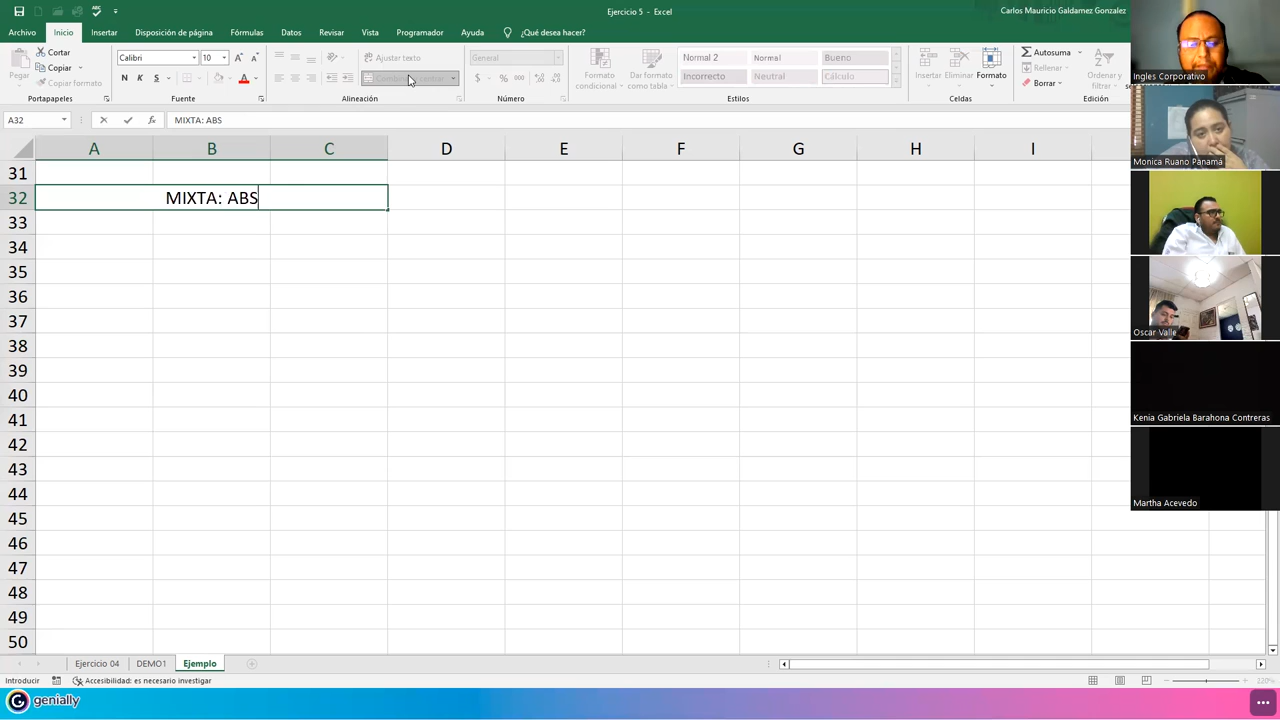 Ejercicio 5 - Excel
Carlos Mauricio Galdamez Gonzalez
Archivo Inicio Insertar Disposición de página Fórmulas Datos Revisar Vista Programador Ayuda ¿Qué desea hacer?
Pegar
Cortar
Copiar
Copiar formato
Portapapeles
Calibri 10
N K S
Fuente
Ajustar texto
Alineación
General
Número
Formato condicional
Dar formato como tabla
Normal 2 Normal Bueno
Incorrecto Neutral Cálculo
Estilos
Insertar Eliminar Formato
Celdas
Autosuma
Rellenar
Borrar
Ordenar y
Edición
A32 fx MIXTA: ABS
A B C D E F G H I
31
32 MIXTA: ABS
33
34
35
36
37
38
39
40
41
42
43
44
45
46
47
48
49
50
Ejercicio 04 DEMO1 Ejemplo
Introducir Accesibilidad: es necesario investigar 220%
genially
Ingles Corporativo
Monica Ruano Panamá
Oscar Valle
Kenia Gabriela Barahona Contreras
Martha Acevedo